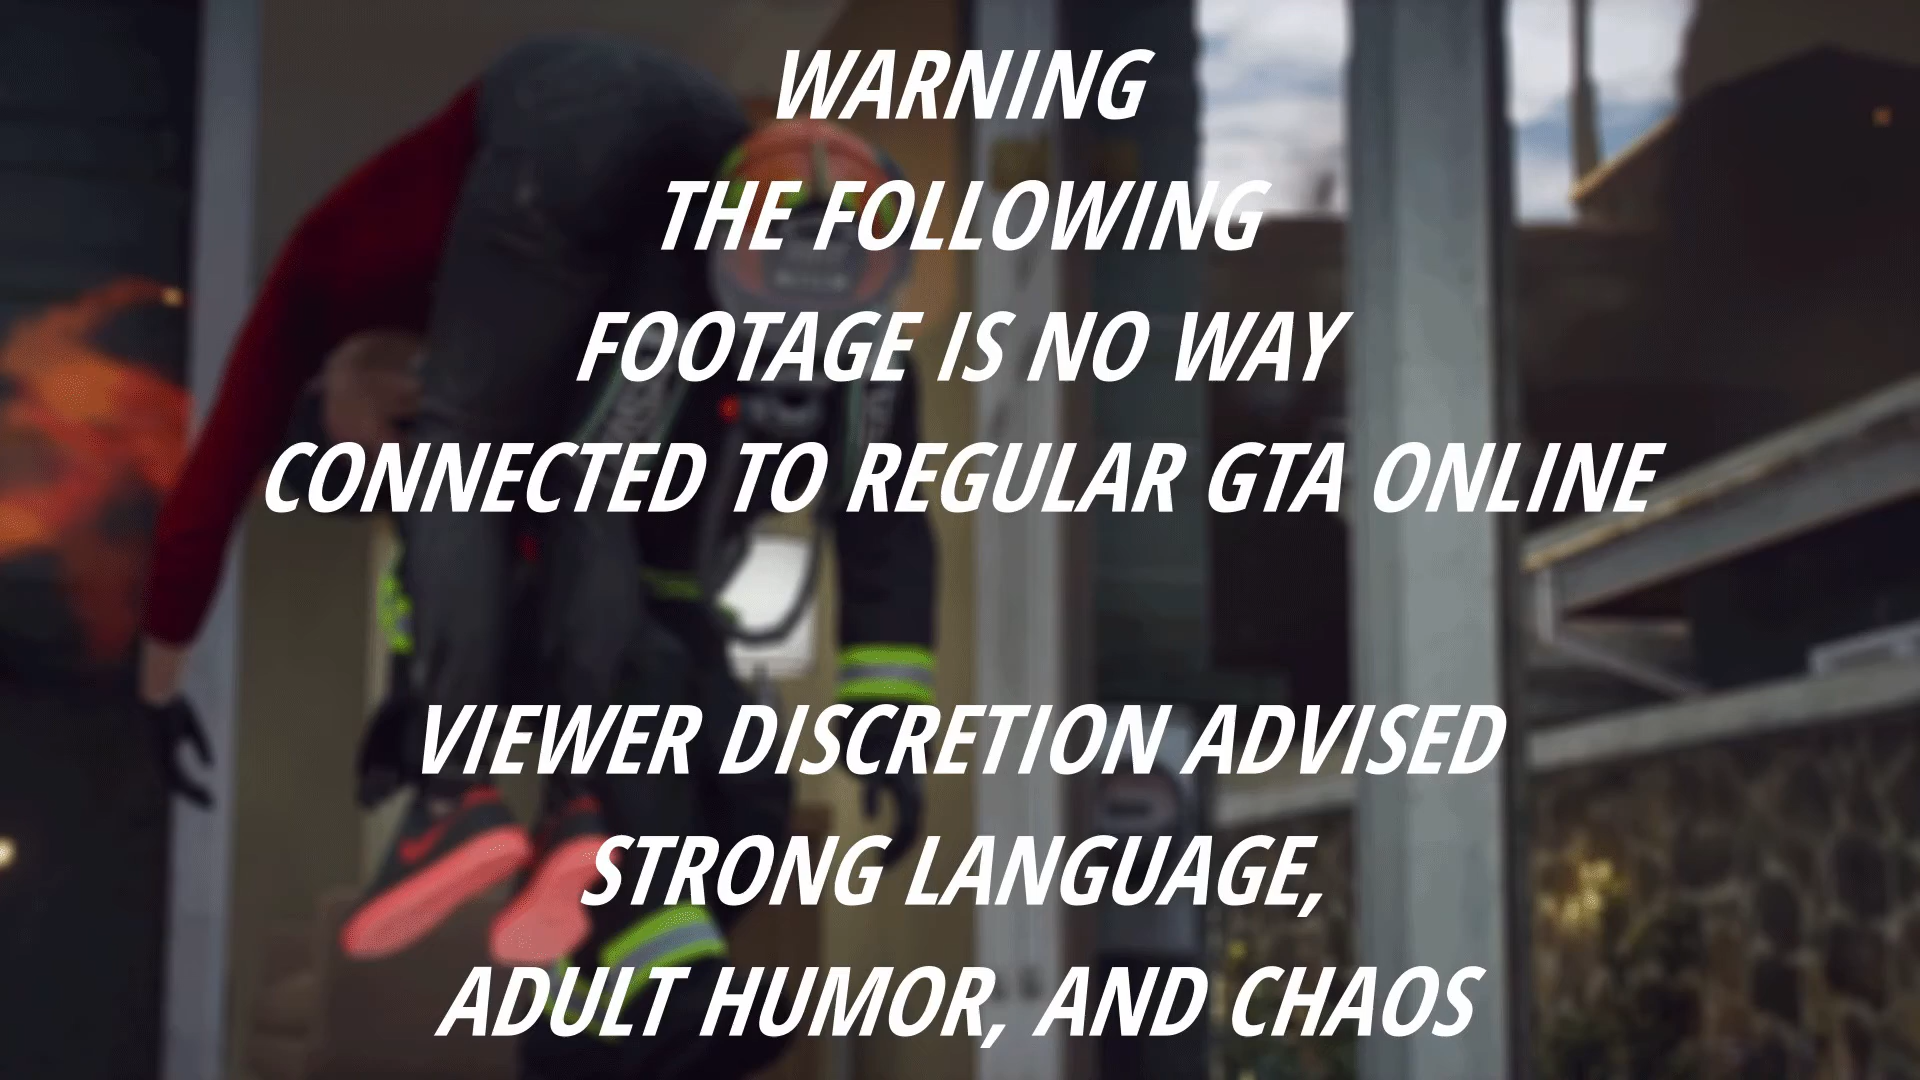 WARNING
THE FOLLOWING
FOOTAGE IS NO WAY
CONNECTED TO REGULAR GTA ONLINE
VIEWER DISCRETION ADVISED
STRONG LANGUAGE,
ADULT HUMOR, AND CHAOS